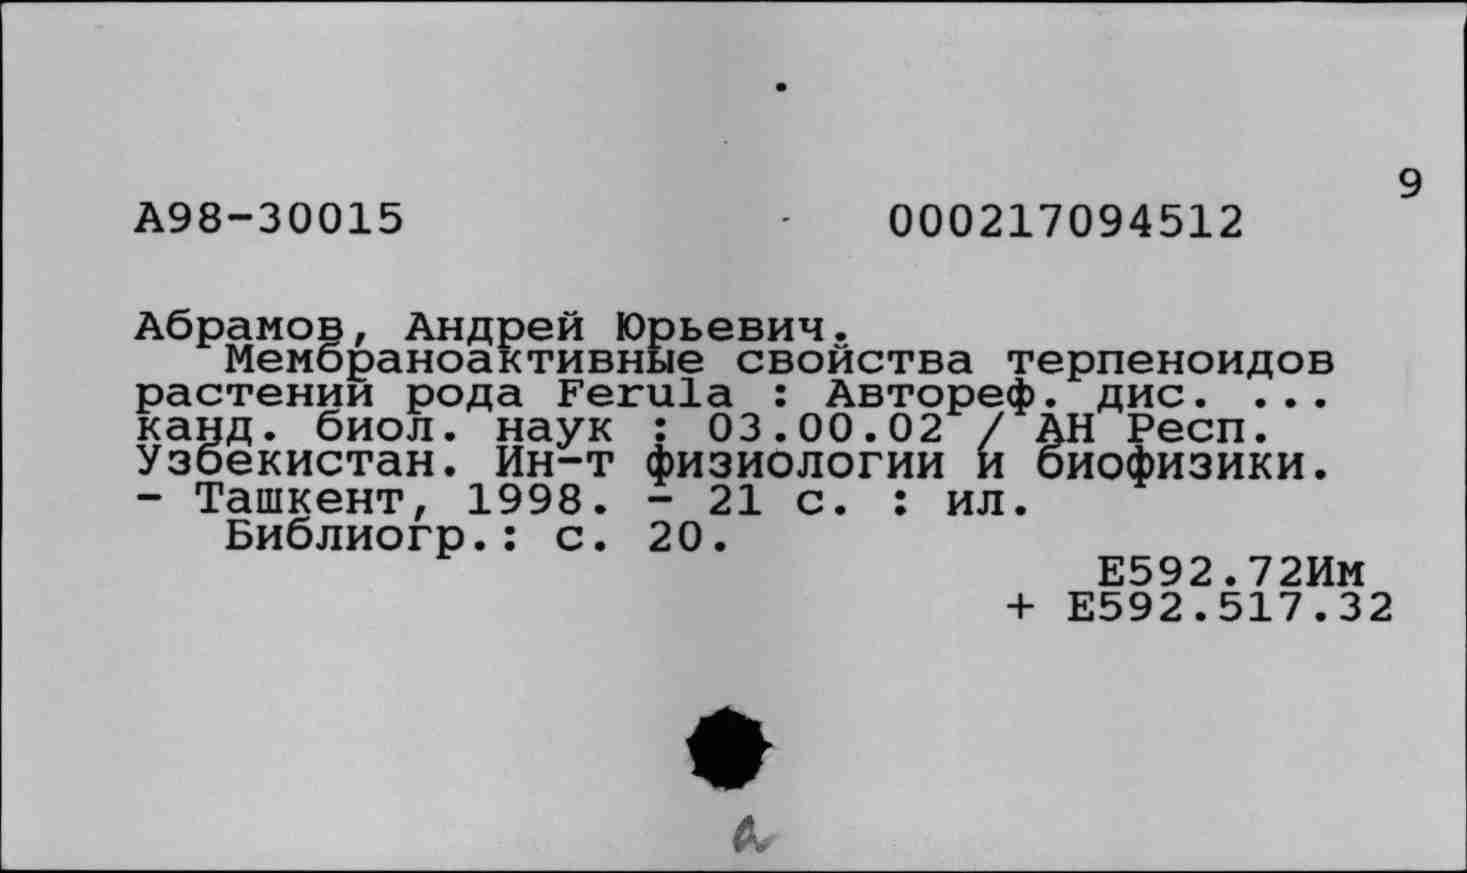 9
А98-30015 000217094512
Абрамов, Андрей Юрьевич.
Мембраноактивные свойства терпеноидов
растений рода Ferula : Автореф. дис. ...
канд. биол. наук : 03.00.02 / АН Респ.
Узбекистан. Ин-т физиологии и биофизики.
- Ташкент, 1998. - 21 с. : ил.
Библиогр.: с. 20.
Е592.72Им
+ Е592.517.32
а